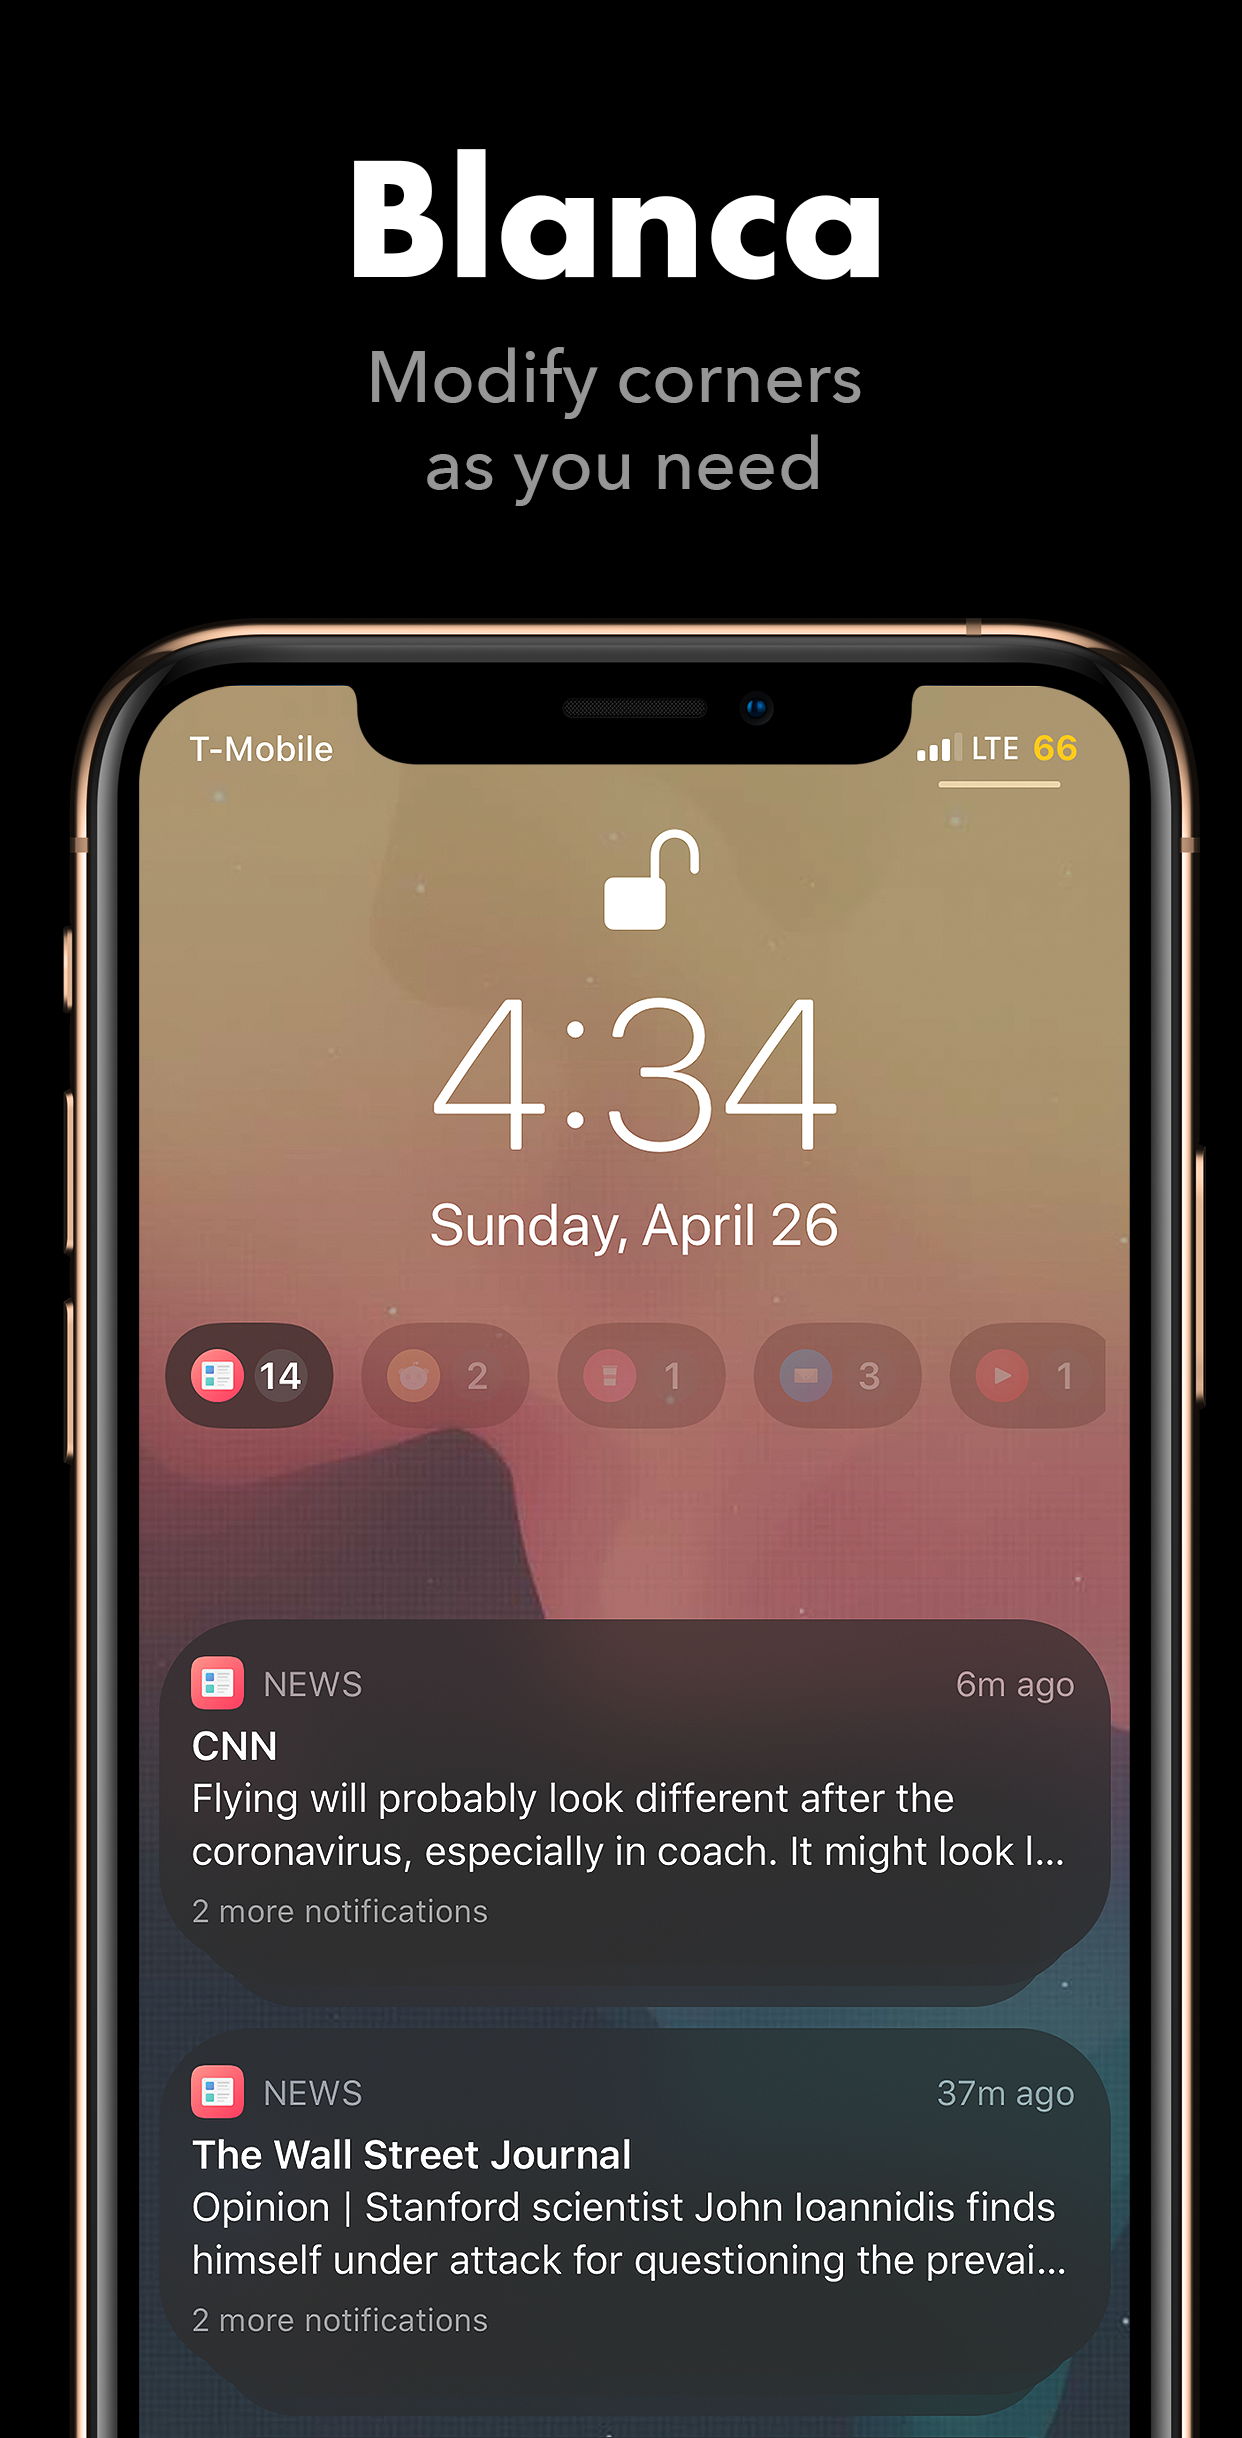 Blanca
Modify corners
as you need
T-Mobile
LTE 66
4:34
Sunday, April 26
14 2 1 3 1
NEWS 6m ago
CNN
Flying will probably look different after the
coronavirus, especially in coach. It might look l...
2 more notifications
NEWS 37m ago
The Wall Street Journal
Opinion | Stanford scientist John Ioannidis finds
himself under attack for questioning the prevai...
2 more notifications